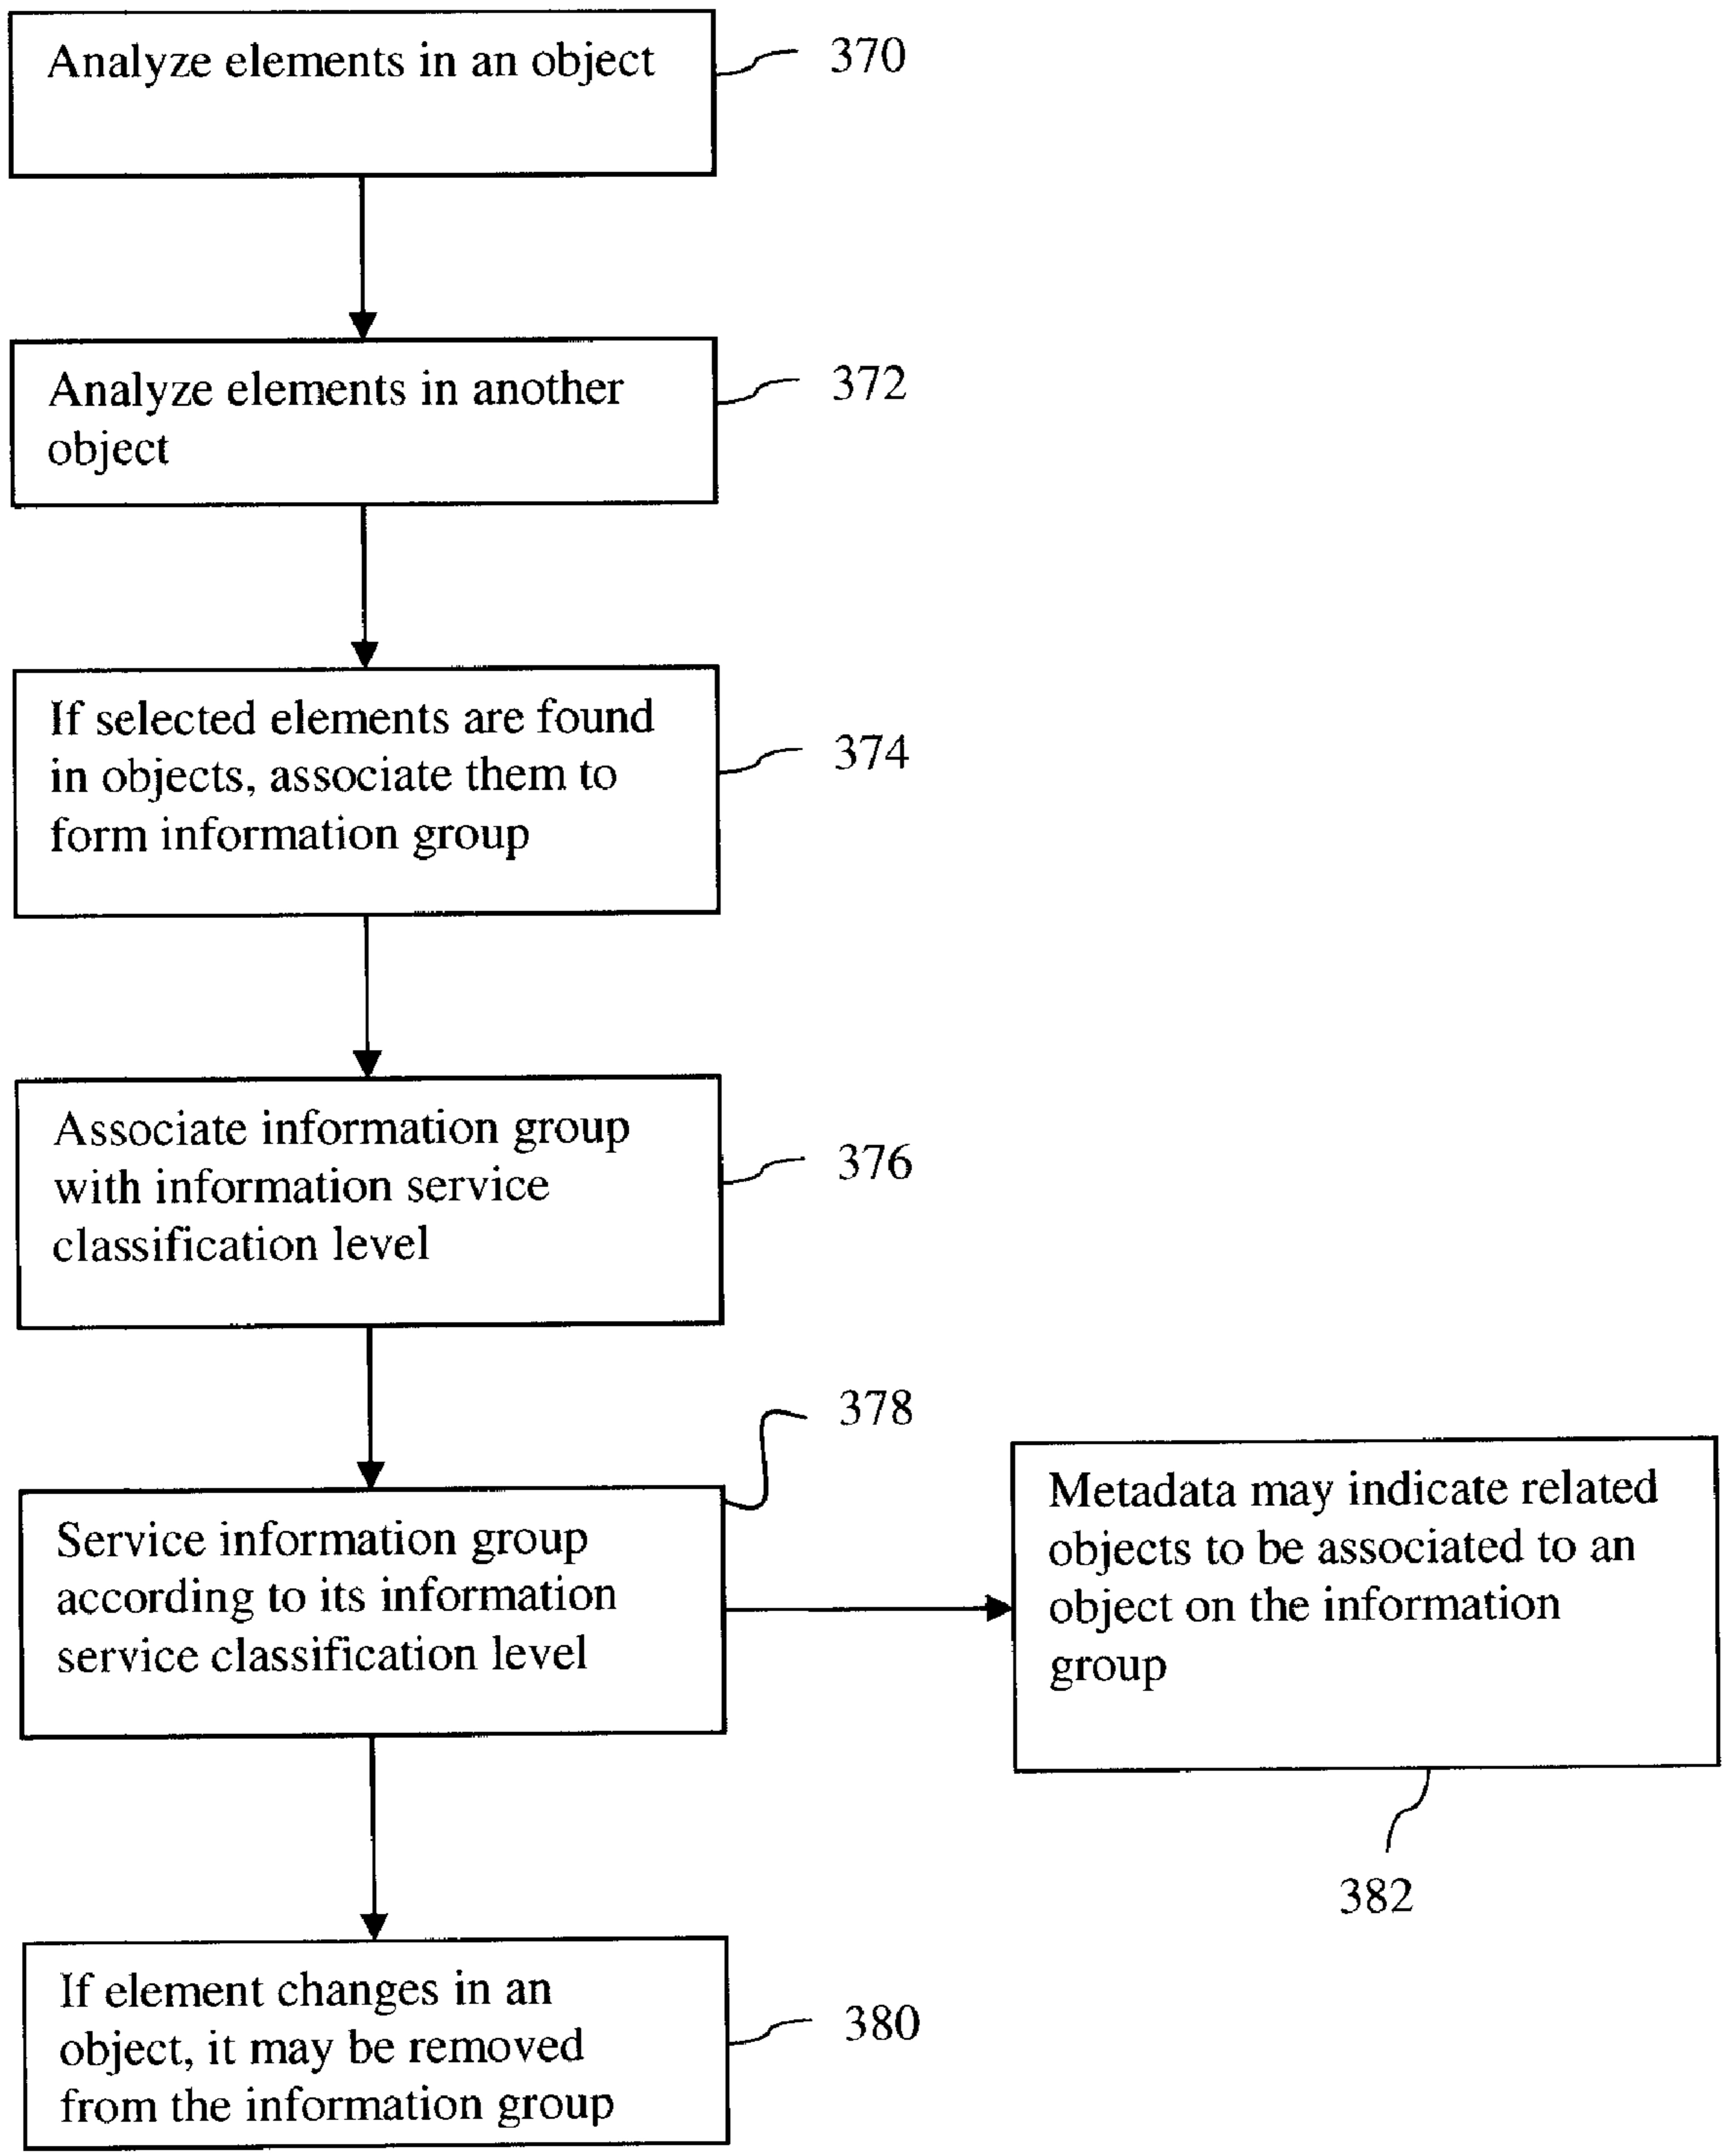 Analyze elements in an object
370
Analyze elements in another
object
372
If selected elements are found
in objects, associate them to
form information group
374
Associate information group
with information service
classification level
376
378
Service information group
according to its information
service classification level
Metadata may indicate related
objects to be associated to an
object on the information
group
382
If element changes in an
object, it may be removed
from the information group
380